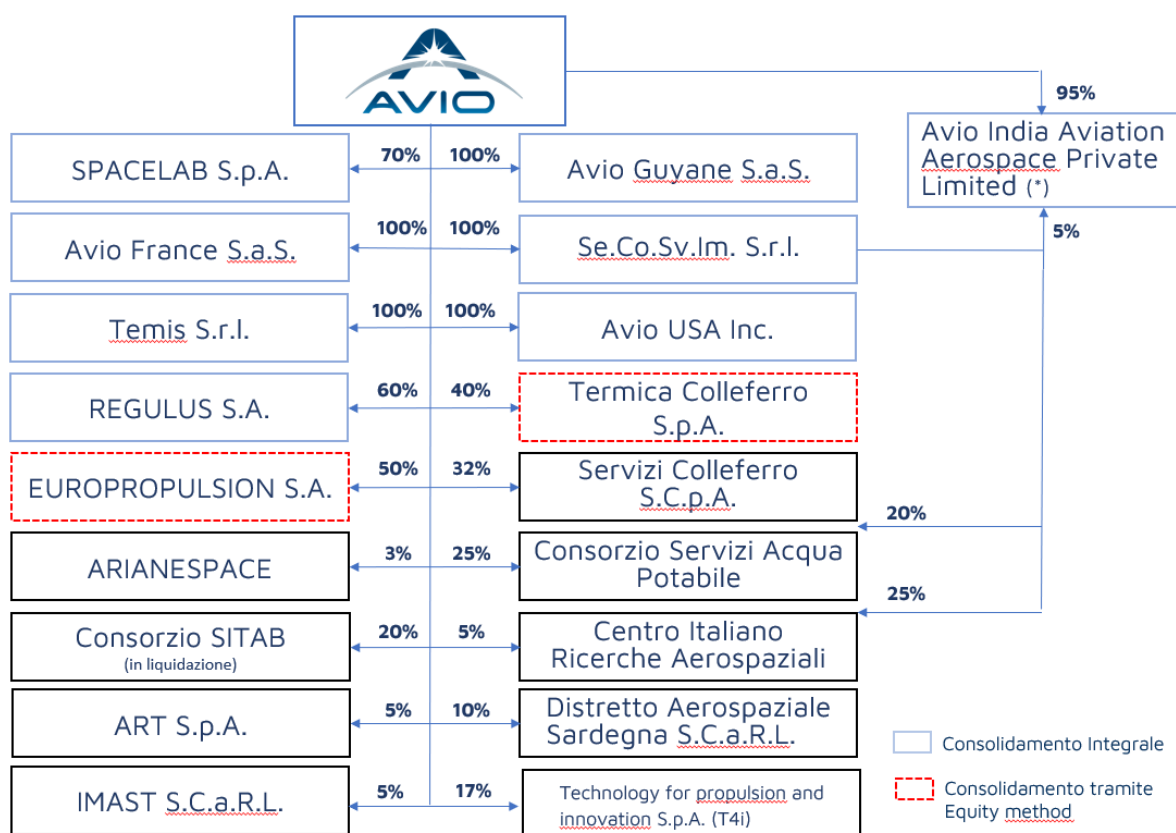 AVIO
95%
Avio India Aviation
Aerospace Private
Limited (*)
SPACELAB S.p.A.
70%
100%
Avio Guyane S.a.S.
5%
Avio France S.a.S.
100%
100%
Se.Co.Sv.Im. S.r.l.
Temis S.r.l.
100%
100%
Avio USA Inc.
REGULUS S.A.
60%
40%
Termica Colleferro
S.p.A.
EUROPROPULSION S.A.
50%
32%
Servizi Colleferro
S.C.p.A.
20%
ARIANESPACE
3%
25%
Consorzio Servizi Acqua
Potabile
25%
Consorzio SITAB
(in liquidazione)
20%
5%
Centro Italiano
Ricerche Aerospaziali
ART S.p.A.
5%
10%
Distretto Aerospaziale
Sardegna S.C.a.R.L.
IMAST S.C.a.R.L.
5%
17%
Technology for propulsion and
innovation S.p.A. (T4i)
Consolidamento Integrale
Consolidamento tramite
Equity method